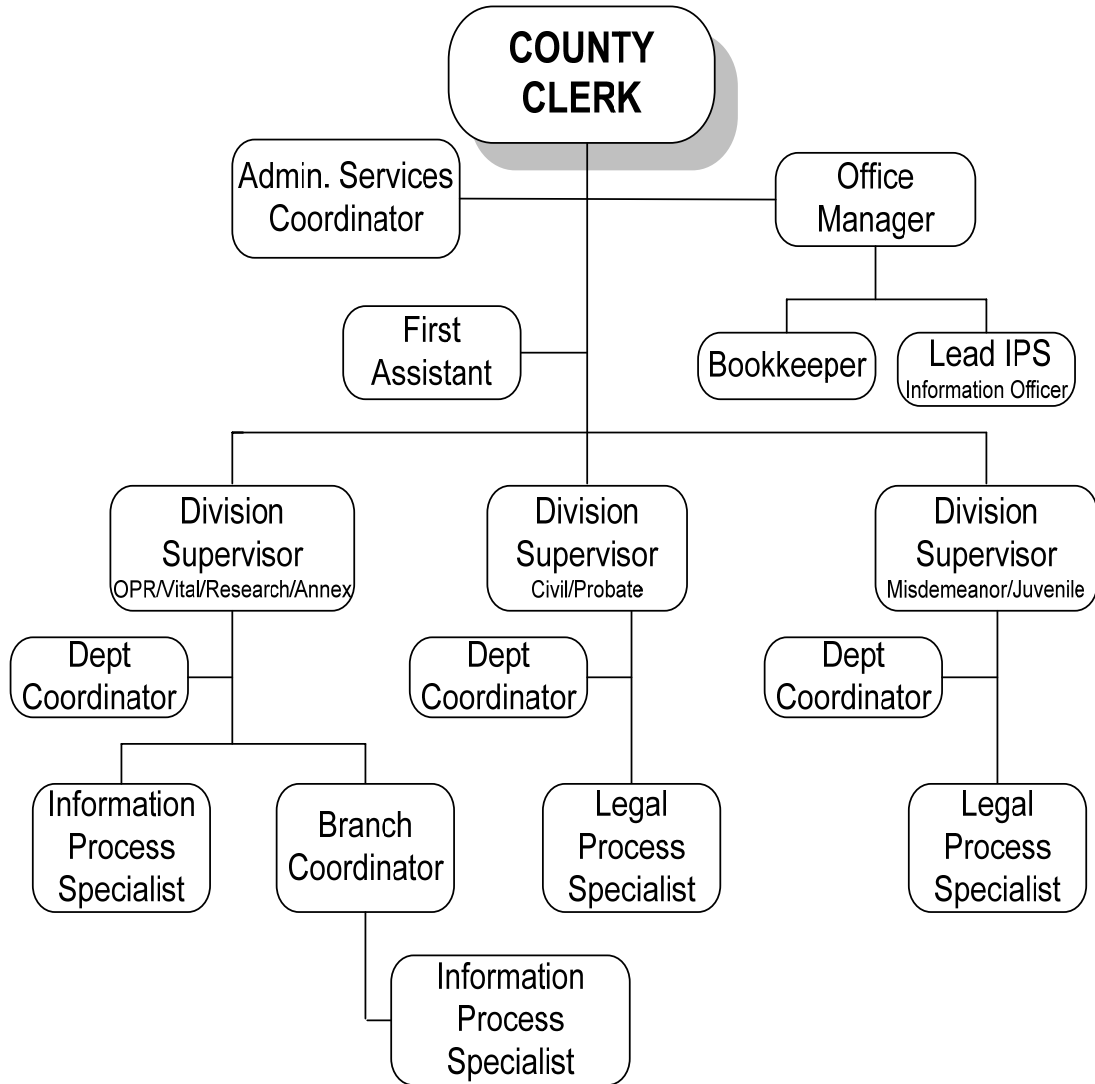 COUNTY
CLERK
Admin. Services
Coordinator
Office
Manager
First
Assistant
Bookkeeper
Lead IPS
Information Officer
Division
Supervisor
OPR/Vital/Research/Annex
Division
Supervisor
Civil/Probate
Division
Supervisor
Misdemeanor/Juvenile
Dept
Coordinator
Dept
Coordinator
Dept
Coordinator
Information
Process
Specialist
Branch
Coordinator
Legal
Process
Specialist
Legal
Process
Specialist
Information
Process
Specialist